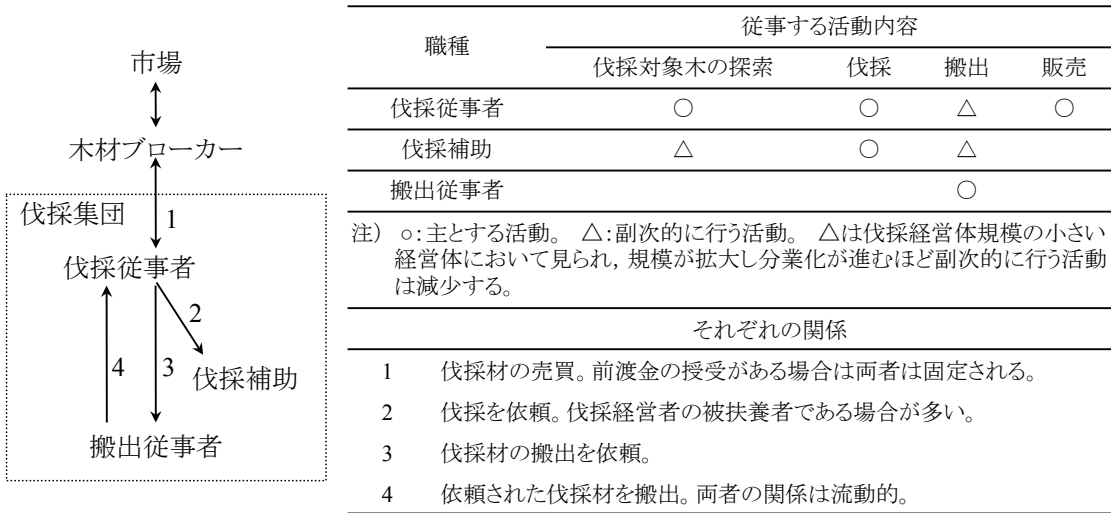 市場
木材ブローカー
伐採集団
1
伐採従事者
2
4
3
伐採補助
搬出従事者
職種
従事する活動内容
伐採対象木の探索 伐採 搬出 販売
伐採従事者 ○ ○ △ ○
伐採補助 △ ○ △
搬出従事者 ○
注) ○:主とする活動。 △:副次的に行う活動。 △は伐採経営体規模の小さい
経営体において見られ, 規模が拡大し分業化が進むほど副次的に行う活動
は減少する。
それぞれの関係
1 伐採材の売買。前渡金の授受がある場合は両者は固定される。
2 伐採を依頼。伐採経営者の被扶養者である場合が多い。
3 伐採材の搬出を依頼。
4 依頼された伐採材を搬出。両者の関係は流動的。